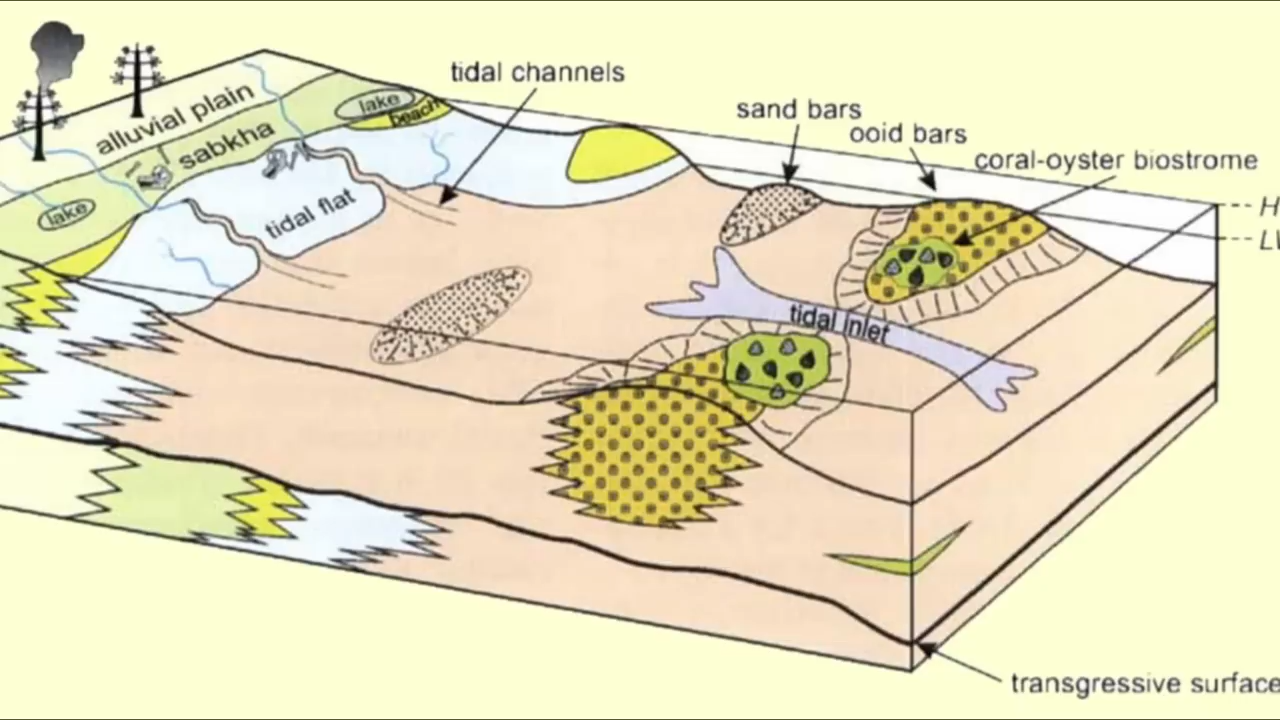 tidal channels
sand bars
ooid bars
coral-oyster biostrome
alluvial plain
lake
beach
sabkha
tidal flat
lake
tidal inlet
transgressive surface